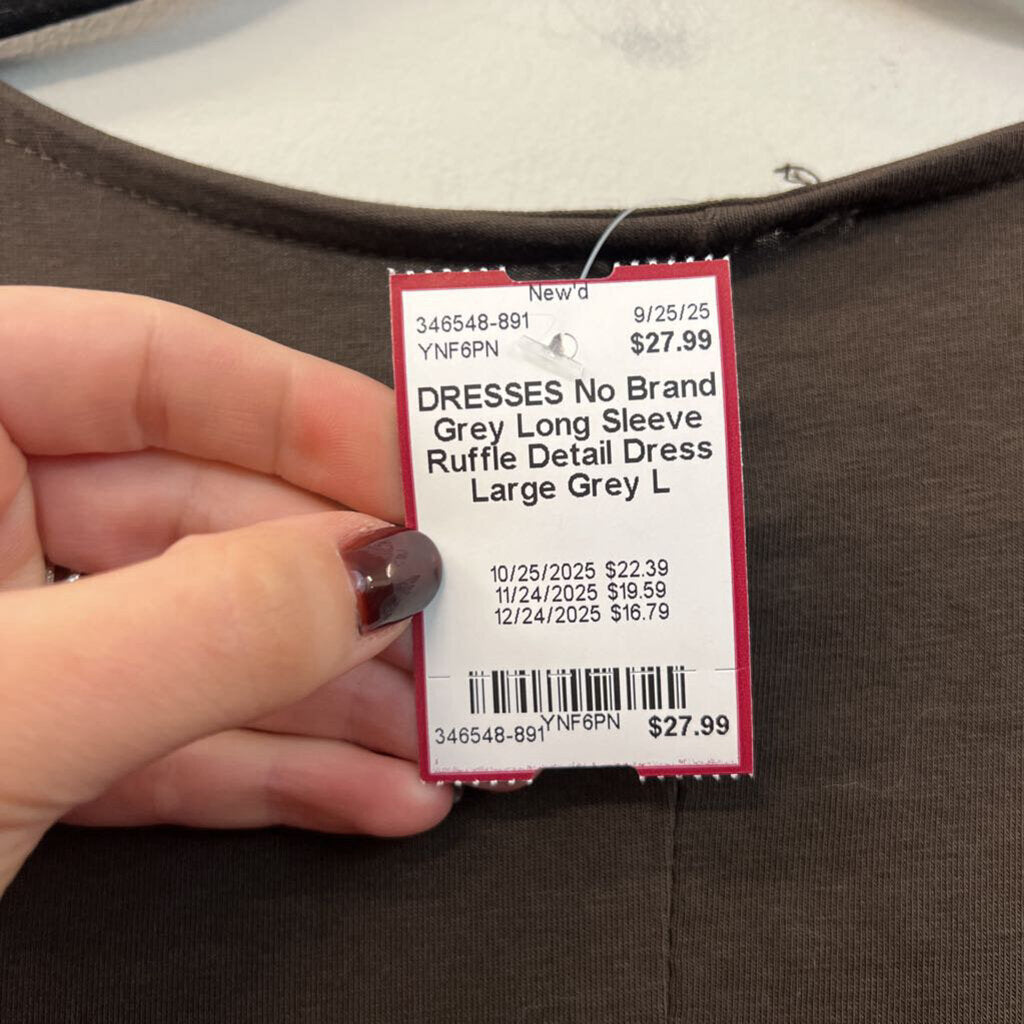 New'd
346548-891 9/25/25
YNF6PN $27.99
DRESSES No Brand
Grey Long Sleeve
Ruffle Detail Dress
Large Grey L
10/25/2025 $22.39
11/24/2025 $19.59
12/24/2025 $16.79
346548-891 YNF6PN $27.99